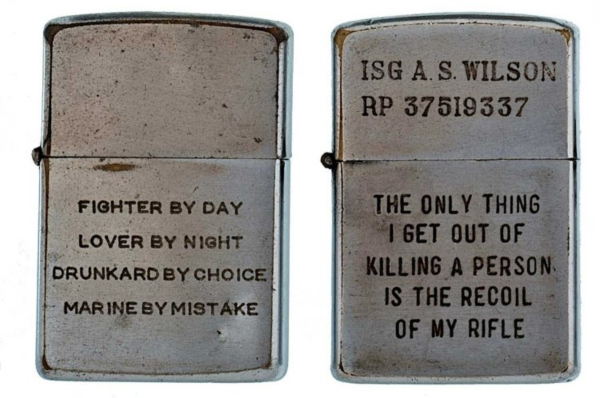 FIGHTER BY DAY
LOVER BY NIGHT
DRUNKARD BY CHOICE
MARINE BY MISTAKE
ISG A. S. WILSON
RP 37519337
THE ONLY THING
I GET OUT OF
KILLING A PERSON
IS THE RECOIL
OF MY RIFLE